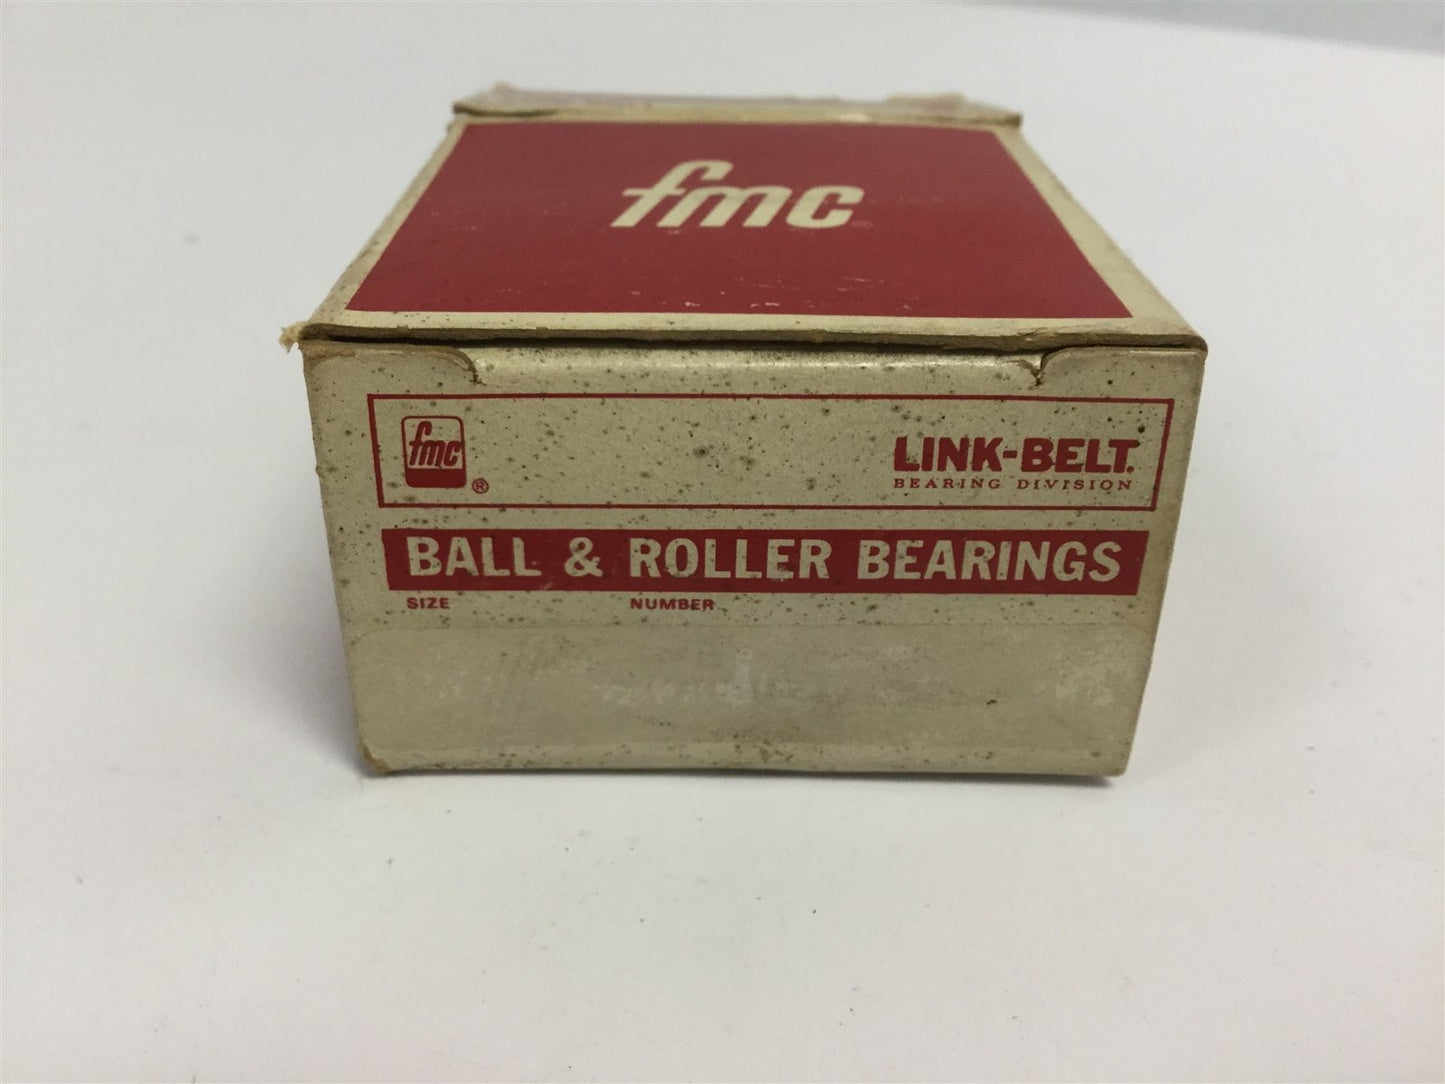 fmc
fmc ®
LINK-BELT®
BEARING DIVISION
BALL & ROLLER BEARINGS
SIZE NUMBER